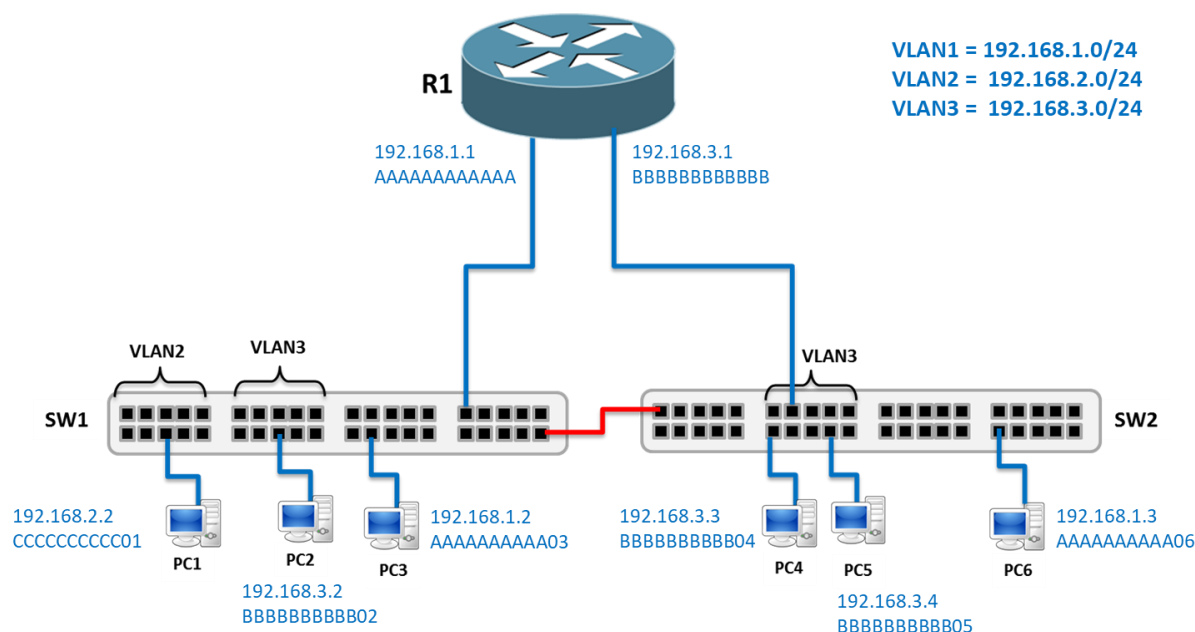 R1
VLAN1 = 192.168.1.0/24
VLAN2 = 192.168.2.0/24
VLAN3 = 192.168.3.0/24
192.168.1.1
AAAAAAAAAAAA
192.168.3.1
BBBBBBBBBBBB
VLAN2
VLAN3
VLAN3
SW1
SW2
192.168.2.2
CCCCCCCCCC01
PC1
192.168.3.2
BBBBBBBBBB02
PC2
192.168.1.2
AAAAAAAAAA03
PC3
192.168.3.3
BBBBBBBBBB04
PC4
PC5
192.168.3.4
BBBBBBBBBB05
192.168.1.3
AAAAAAAAAA06
PC6